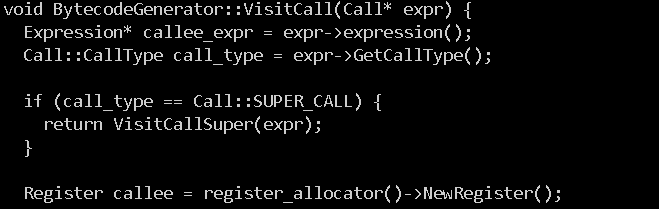 void BytecodeGenerator::VisitCall(Call* expr) {
  Expression* callee_expr = expr->expression();
  Call::CallType call_type = expr->GetCallType();

  if (call_type == Call::SUPER_CALL) {
    return VisitCallSuper(expr);
  }

  Register callee = register_allocator()->NewRegister();